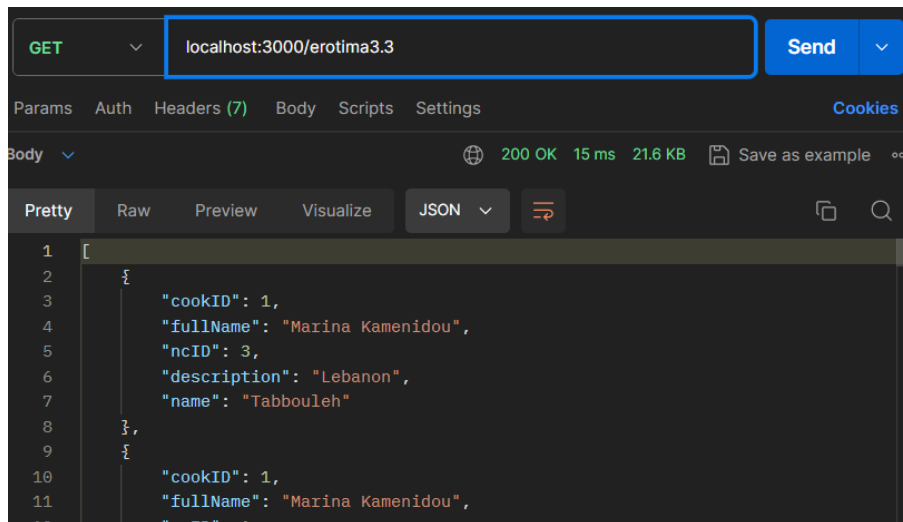 GET localhost:3000/erotima3.3 Send
Params Auth Headers (7) Body Scripts Settings Cookies
Body 200 OK 15 ms 21.6 KB Save as example
Pretty Raw Preview Visualize JSON
1 [
2 {
3 "cookID": 1,
4 "fullName": "Marina Kamenidou",
5 "ncID": 3,
6 "description": "Lebanon",
7 "name": "Tabbouleh"
8 },
9 {
10 "cookID": 1,
11 "fullName": "Marina Kamenidou",